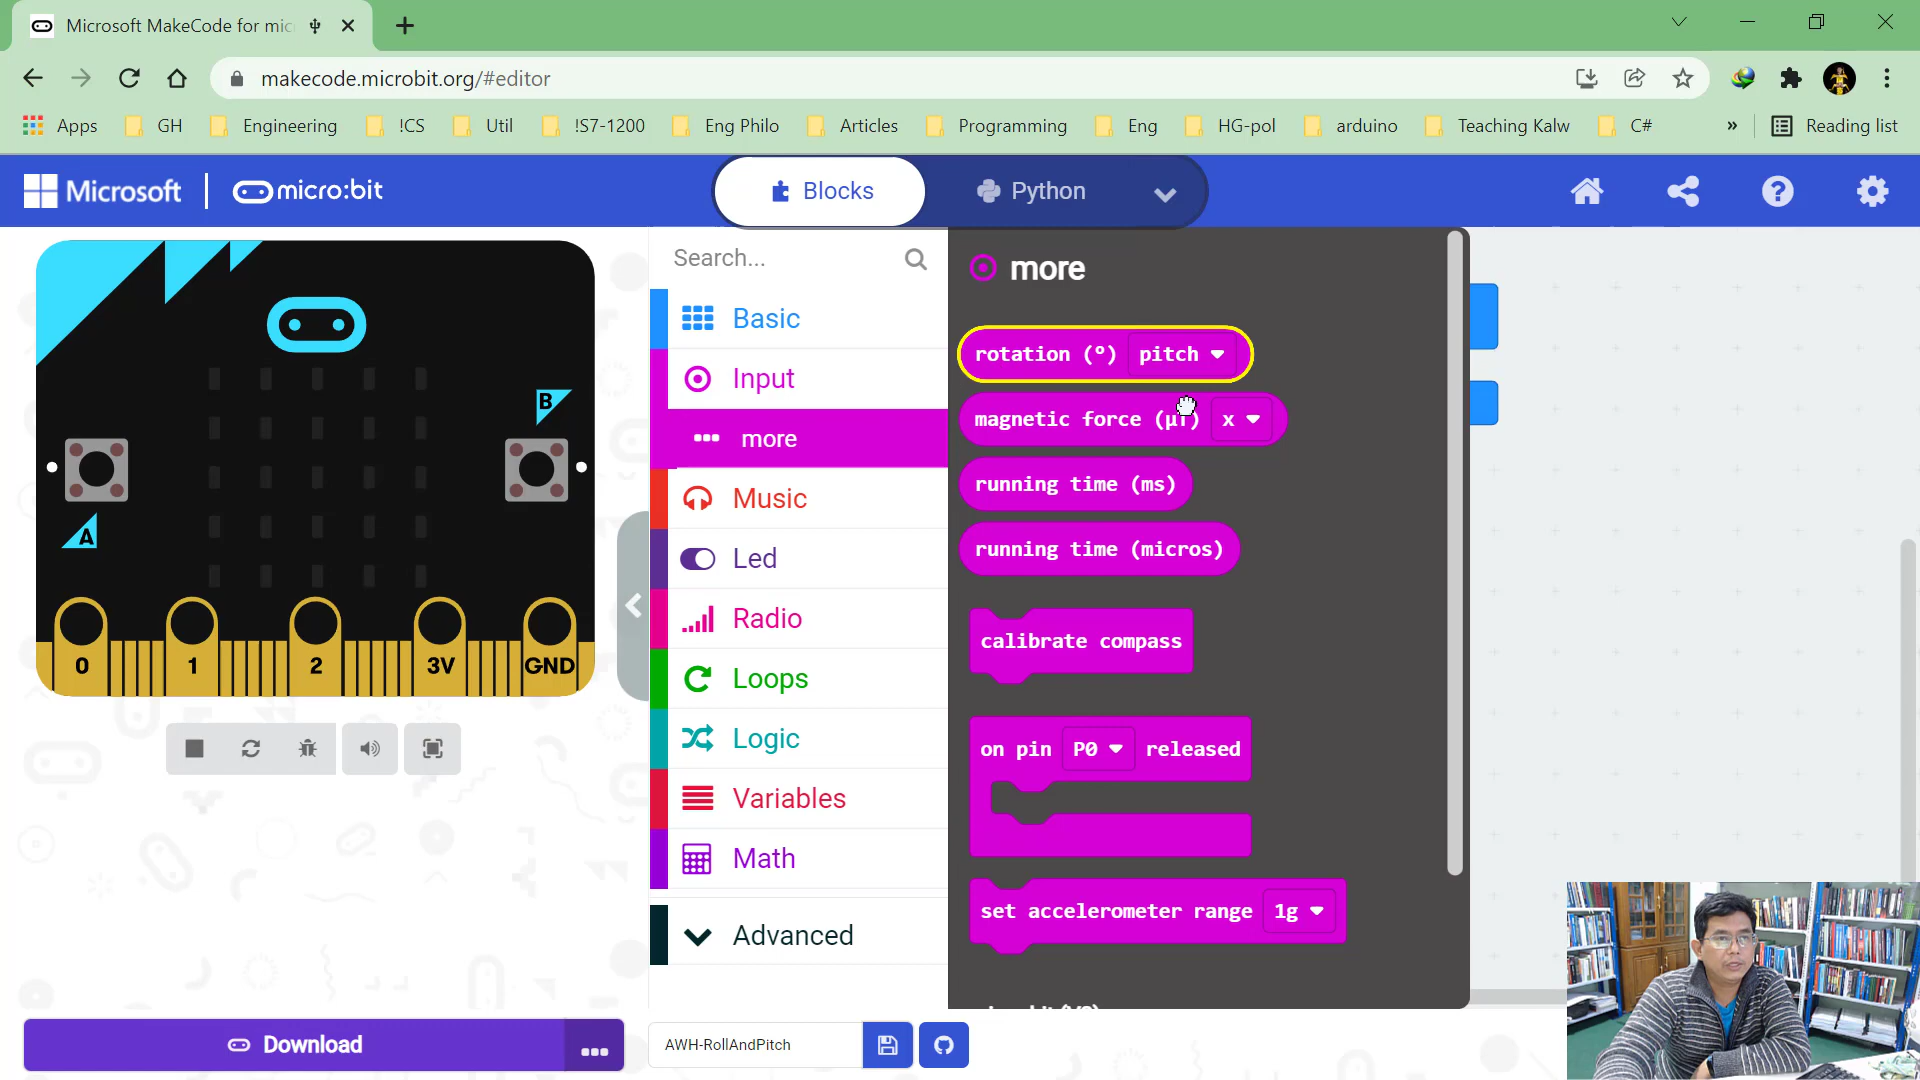 Microsoft MakeCode for mic
makecode.microbit.org/#editor
Apps GH Engineering !CS Util !S7-1200 Eng Philo Articles Programming Eng HG-pol arduino Teaching Kalw C# » Reading list
Microsoft micro:bit Blocks Python
Search...
Basic
Input
more
Music
Led
Radio
Loops
Logic
Variables
Math
Advanced
more
rotation (°) pitch
magnetic force (µT) x
running time (ms)
running time (micros)
calibrate compass
on pin P0 released
set accelerometer range 1g
B
A
0 1 2 3V GND
Download ...
AWH-RollAndPitch